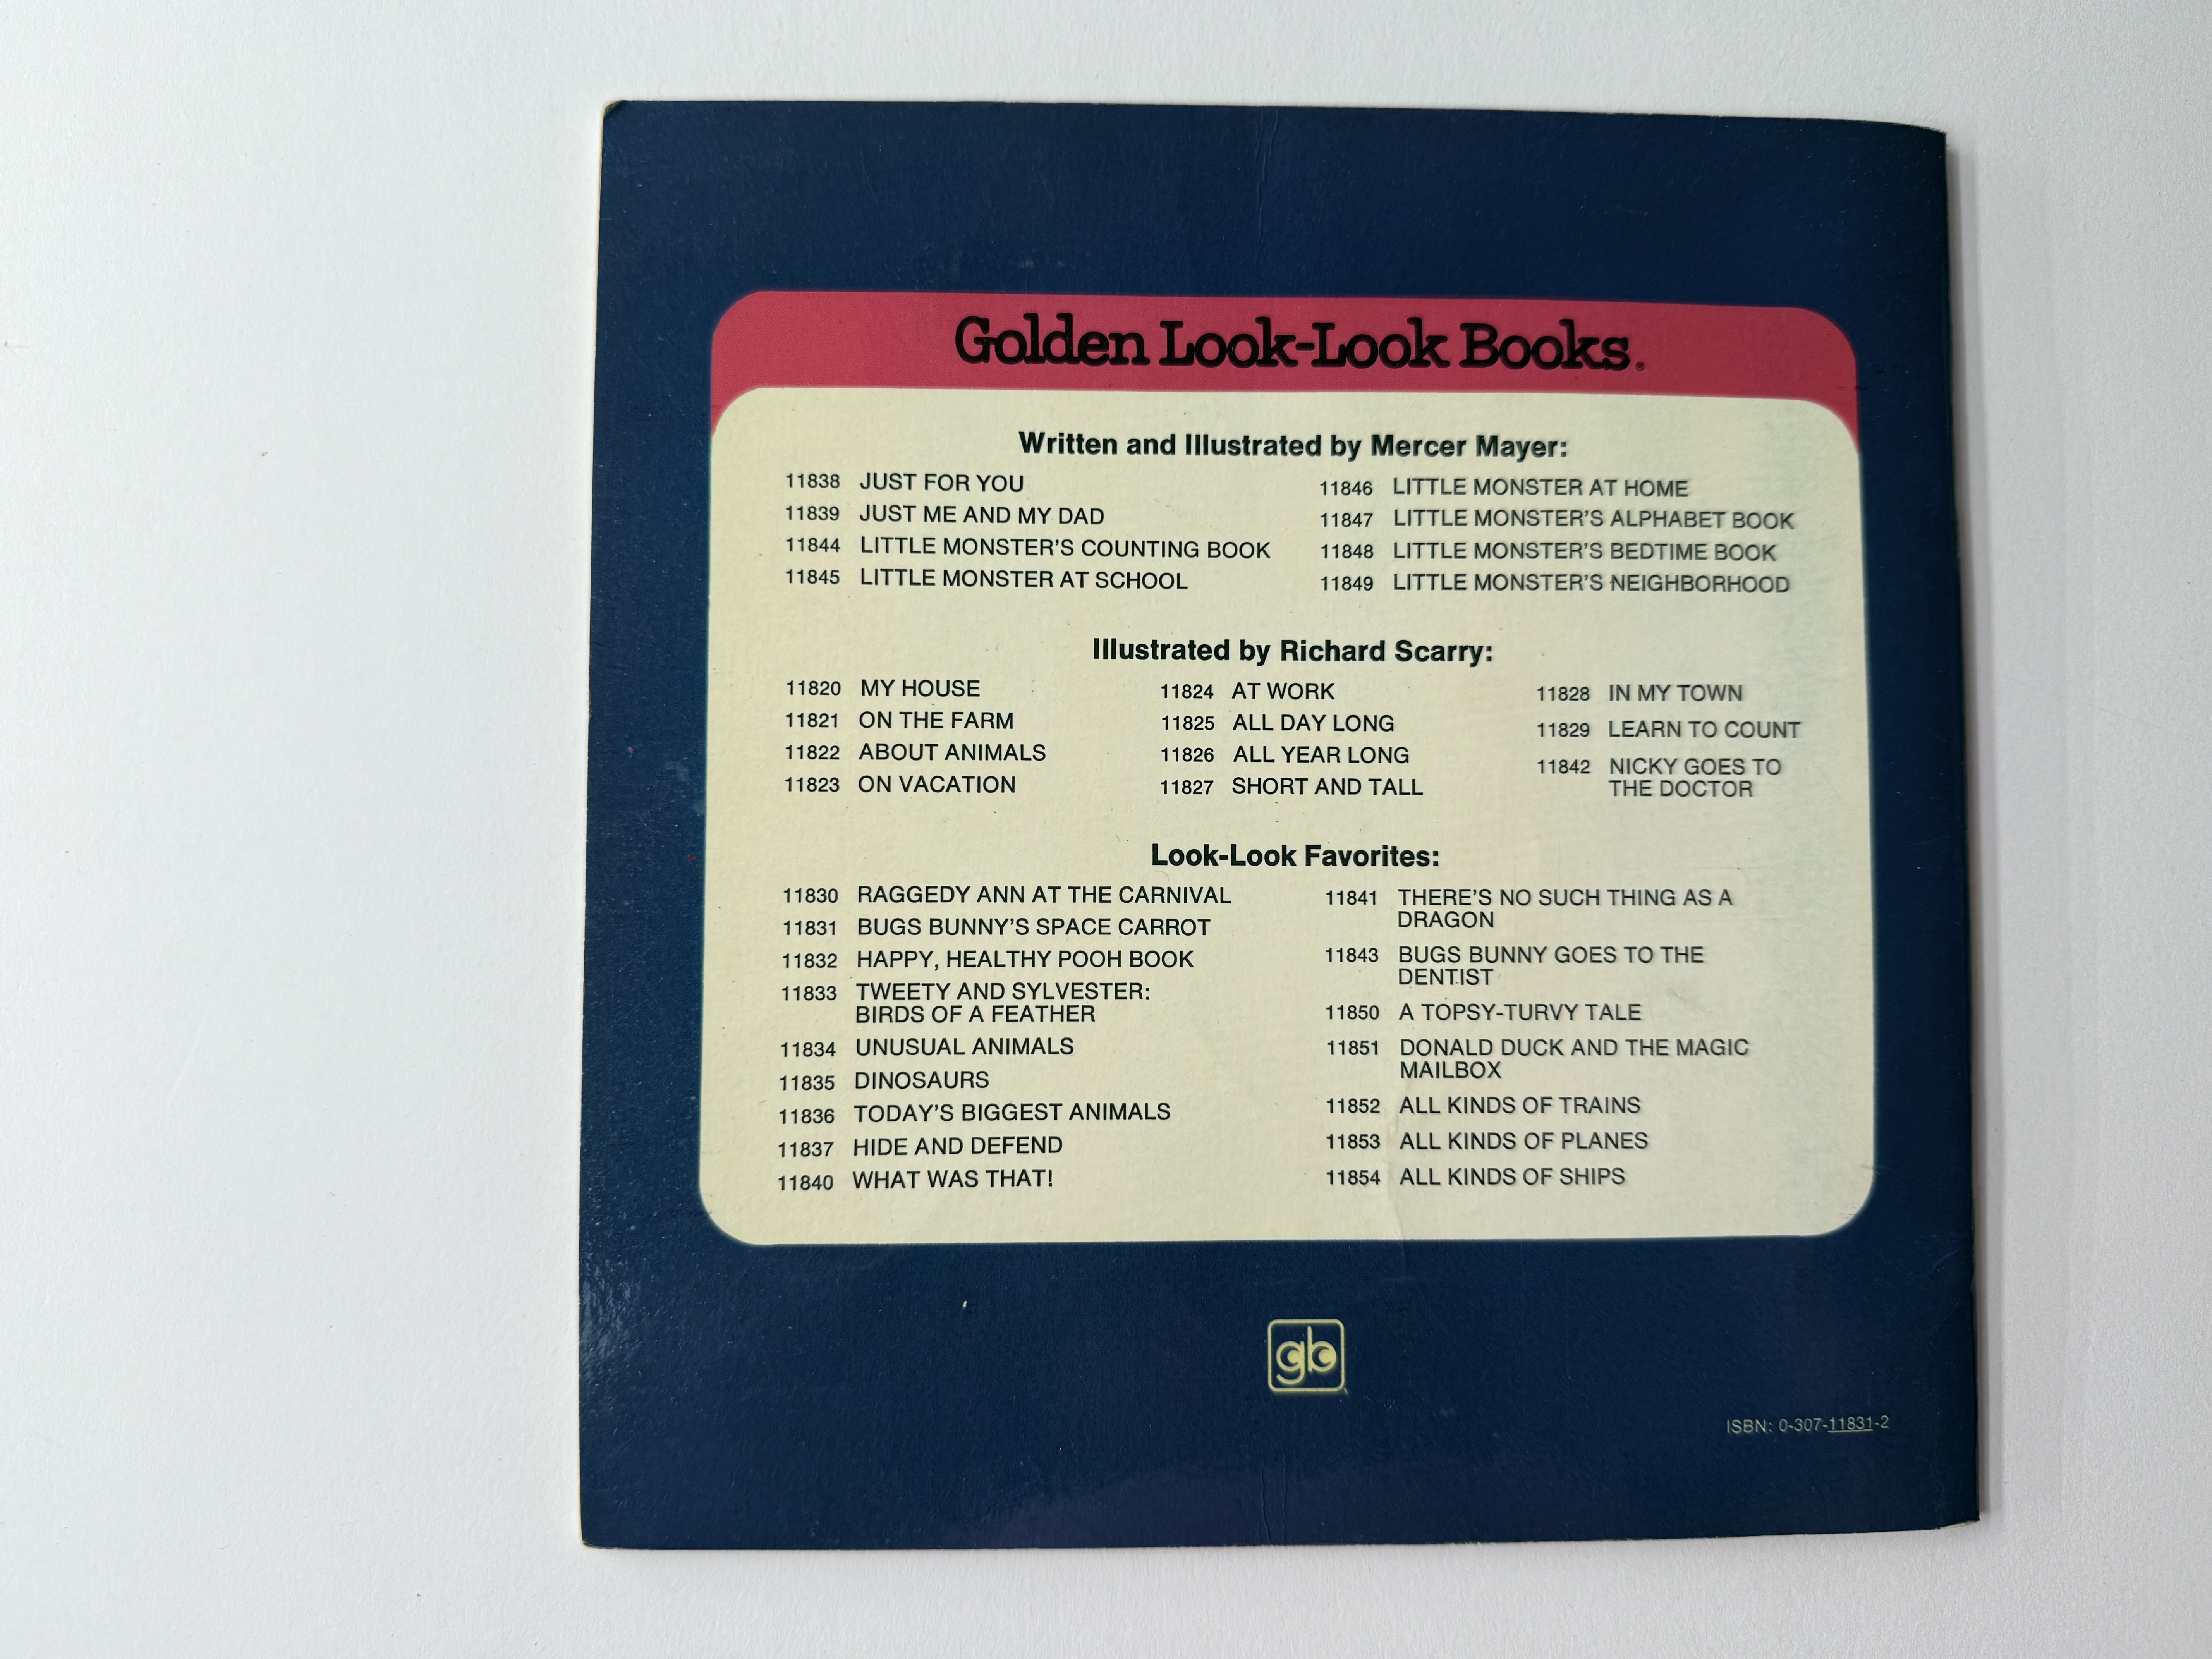 Golden Look-Look Books®
Written and Illustrated by Mercer Mayer:
11838 JUST FOR YOU
11839 JUST ME AND MY DAD
11844 LITTLE MONSTER'S COUNTING BOOK
11845 LITTLE MONSTER AT SCHOOL
11846 LITTLE MONSTER AT HOME
11847 LITTLE MONSTER'S ALPHABET BOOK
11848 LITTLE MONSTER'S BEDTIME BOOK
11849 LITTLE MONSTER'S NEIGHBORHOOD
Illustrated by Richard Scarry:
11820 MY HOUSE
11821 ON THE FARM
11822 ABOUT ANIMALS
11823 ON VACATION
11824 AT WORK
11825 ALL DAY LONG
11826 ALL YEAR LONG
11827 SHORT AND TALL
11828 IN MY TOWN
11829 LEARN TO COUNT
11842 NICKY GOES TO
THE DOCTOR
Look-Look Favorites:
11830 RAGGEDY ANN AT THE CARNIVAL
11831 BUGS BUNNY'S SPACE CARROT
11832 HAPPY, HEALTHY POOH BOOK
11833 TWEETY AND SYLVESTER:
BIRDS OF A FEATHER
11834 UNUSUAL ANIMALS
11835 DINOSAURS
11836 TODAY'S BIGGEST ANIMALS
11837 HIDE AND DEFEND
11840 WHAT WAS THAT!
11841 THERE'S NO SUCH THING AS A
DRAGON
11843 BUGS BUNNY GOES TO THE
DENTIST
11850 A TOPSY-TURVY TALE
11851 DONALD DUCK AND THE MAGIC
MAILBOX
11852 ALL KINDS OF TRAINS
11853 ALL KINDS OF PLANES
11854 ALL KINDS OF SHIPS
gb
ISBN: 0-307-11831-2